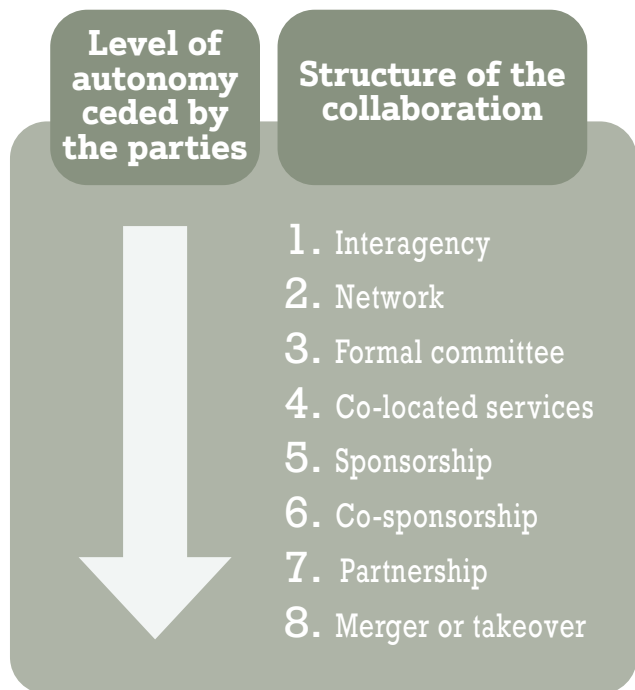 Level of
autonomy
ceded by
the parties
Structure of the
collaboration
1. Interagency
2. Network
3. Formal committee
4. Co-located services
5. Sponsorship
6. Co-sponsorship
7. Partnership
8. Merger or takeover